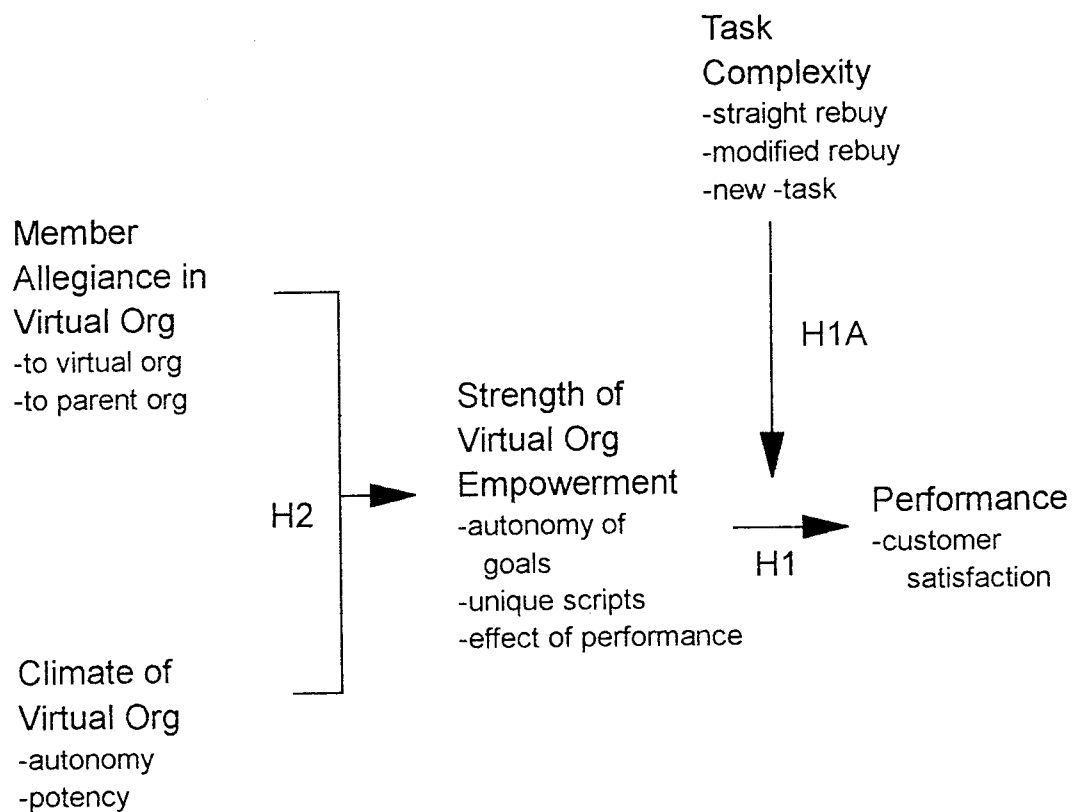 Task
Complexity
-straight rebuy
-modified rebuy
-new -task
Member
Allegiance in
Virtual Org
-to virtual org
-to parent org
H1A
Strength of
Virtual Org
Empowerment
-autonomy of
goals
-unique scripts
-effect of performance
H2
H1
Performance
-customer
satisfaction
Climate of
Virtual Org
-autonomy
-potency